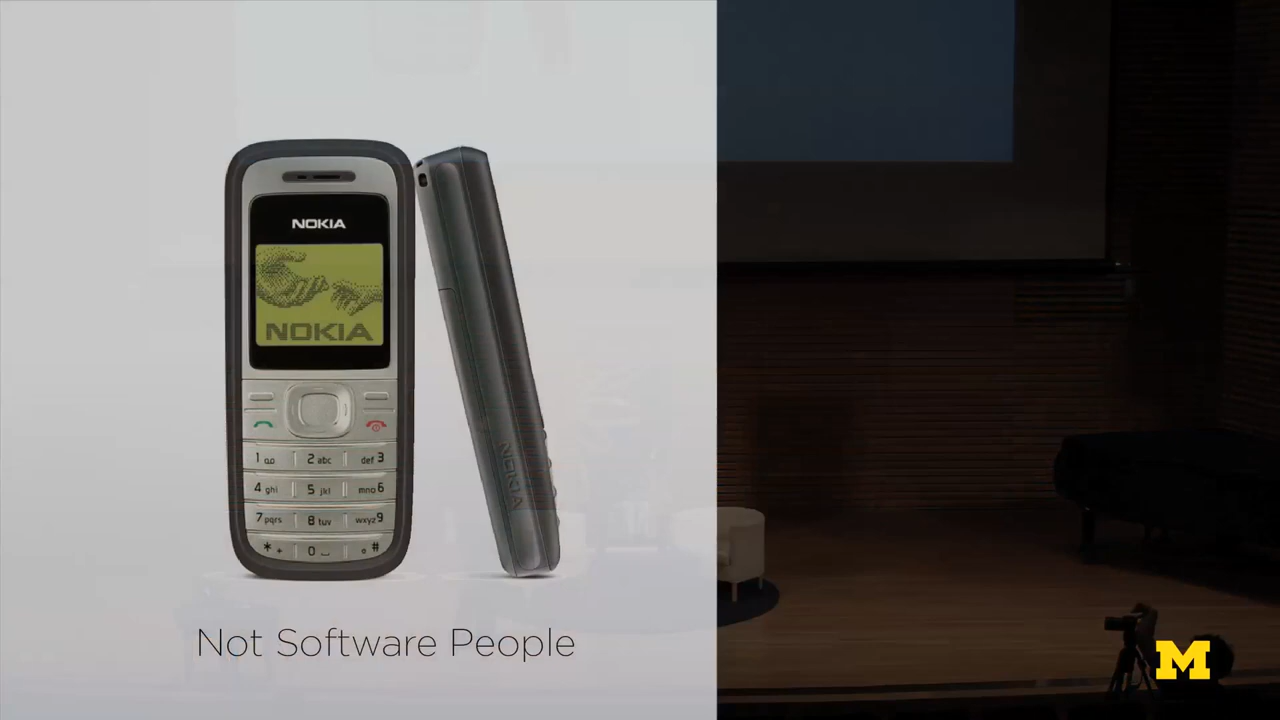 NOKIA
NOKIA
1
2 abc
def 3
4 ghi
5 jkl
mno 6
7 pqrs
8 tuv
wxyz 9
* +
0
#
NOKIA
Not Software People
M